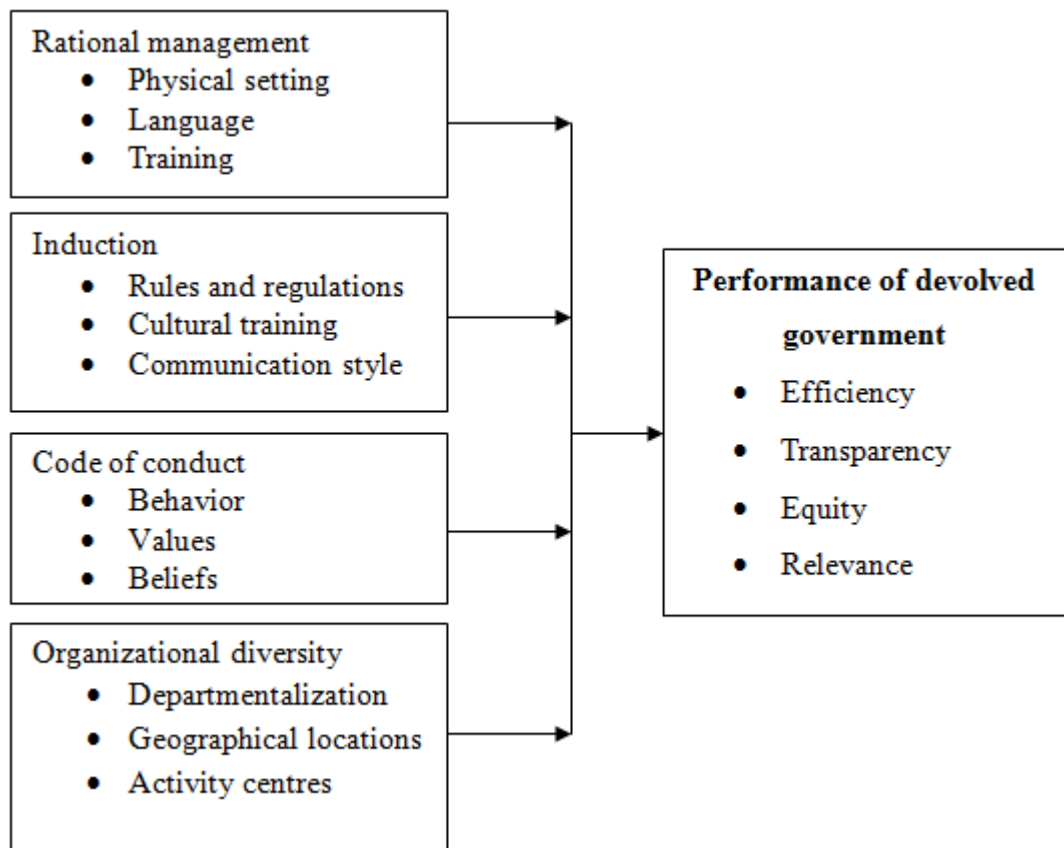 Rational management
• Physical setting
• Language
• Training
Induction
• Rules and regulations
• Cultural training
• Communication style
Code of conduct
• Behavior
• Values
• Beliefs
Organizational diversity
• Departmentalization
• Geographical locations
• Activity centres
Performance of devolved
government
• Efficiency
• Transparency
• Equity
• Relevance